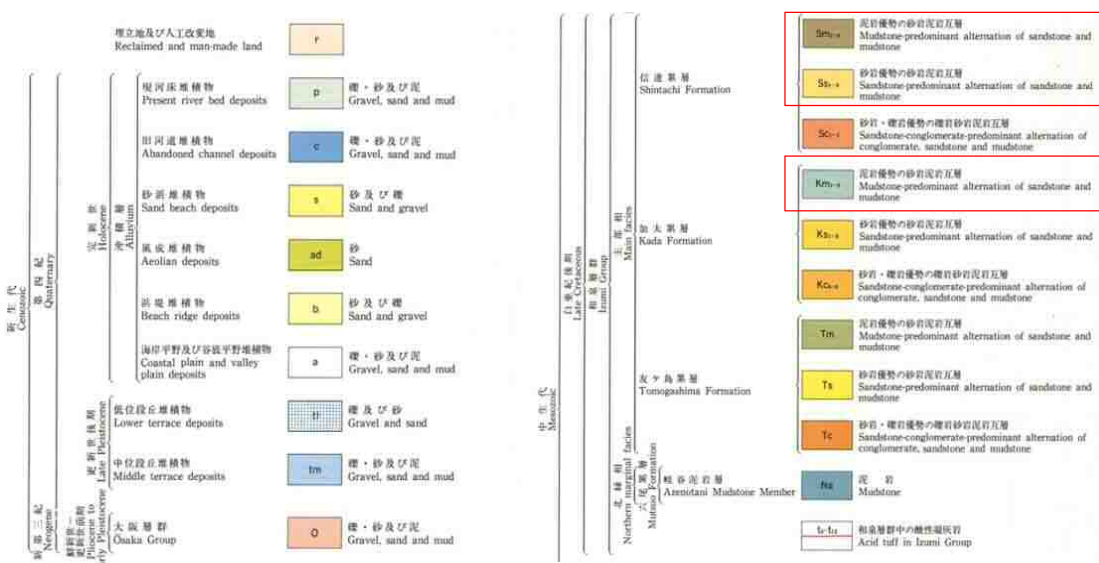 埋立地及び人工改変地
Reclaimed and man-made land
r
新生代
Cenozoic
第四紀
Quaternary
完新世
Holocene
沖積層
Alluvium
現河床堆積物
Present river bed deposits
p
礫・砂及び泥
Gravel, sand and mud
旧河道堆積物
Abandoned channel deposits
c
礫・砂及び泥
Gravel, sand and mud
砂浜堆積物
Sand beach deposits
s
砂及び礫
Sand and gravel
風成堆積物
Aeolian deposits
ad
砂
Sand
浜堤堆積物
Beach ridge deposits
b
砂及び礫
Sand and gravel
海岸平野及び谷底平野堆積物
Coastal plain and valley
plain deposits
a
礫・砂及び泥
Gravel, sand and mud
更新世後期
Late Pleistocene
低位段丘堆積物
Lower terrace deposits
tl
礫及び砂
Gravel and sand
中位段丘堆積物
Middle terrace deposits
tm
礫・砂及び泥
Gravel, sand and mud
新第三紀
Neogene
鮮新世-
更新世前期
Pliocene to
Early Pleistocene
大阪層群
Osaka Group
O
礫・砂及び泥
Gravel, sand and mud
中生代
Mesozoic
白亜紀後期
Late Cretaceous
和泉層群
Izumi Group
主部相
Main facies
信達累層
Shintachi Formation
泥岩優勢の砂岩泥岩互層
Mudstone-predominant alternation of sandstone and
mudstone
砂岩優勢の砂岩泥岩互層
Sandstone-predominant alternation of sandstone and
mudstone
砂岩・礫岩優勢の礫岩砂岩泥岩互層
Sandstone-conglomerate-predominant alternation of
conglomerate, sandstone and mudstone
加太累層
Kada Formation
泥岩優勢の砂岩泥岩互層
Mudstone-predominant alternation of sandstone and
mudstone
砂岩優勢の砂岩泥岩互層
Sandstone-predominant alternation of sandstone and
mudstone
砂岩・礫岩優勢の礫岩砂岩泥岩互層
Sandstone-conglomerate-predominant alternation of
conglomerate, sandstone and mudstone
友ヶ島累層
Tomogashima Formation
Tm
泥岩優勢の砂岩泥岩互層
Mudstone-predominant alternation of sandstone and
mudstone
Ts
砂岩優勢の砂岩泥岩互層
Sandstone-predominant alternation of sandstone and
mudstone
Tc
砂岩・礫岩優勢の礫岩砂岩泥岩互層
Sandstone-conglomerate-predominant alternation of
conglomerate, sandstone and mudstone
北縁相
Northern marginal facies
六尾累層
Mutsuo Formation
畦谷泥岩層
Azenotani Mudstone Member
Na
泥岩
Mudstone
和泉層群中の酸性凝灰岩
Acid tuff in Izumi Group